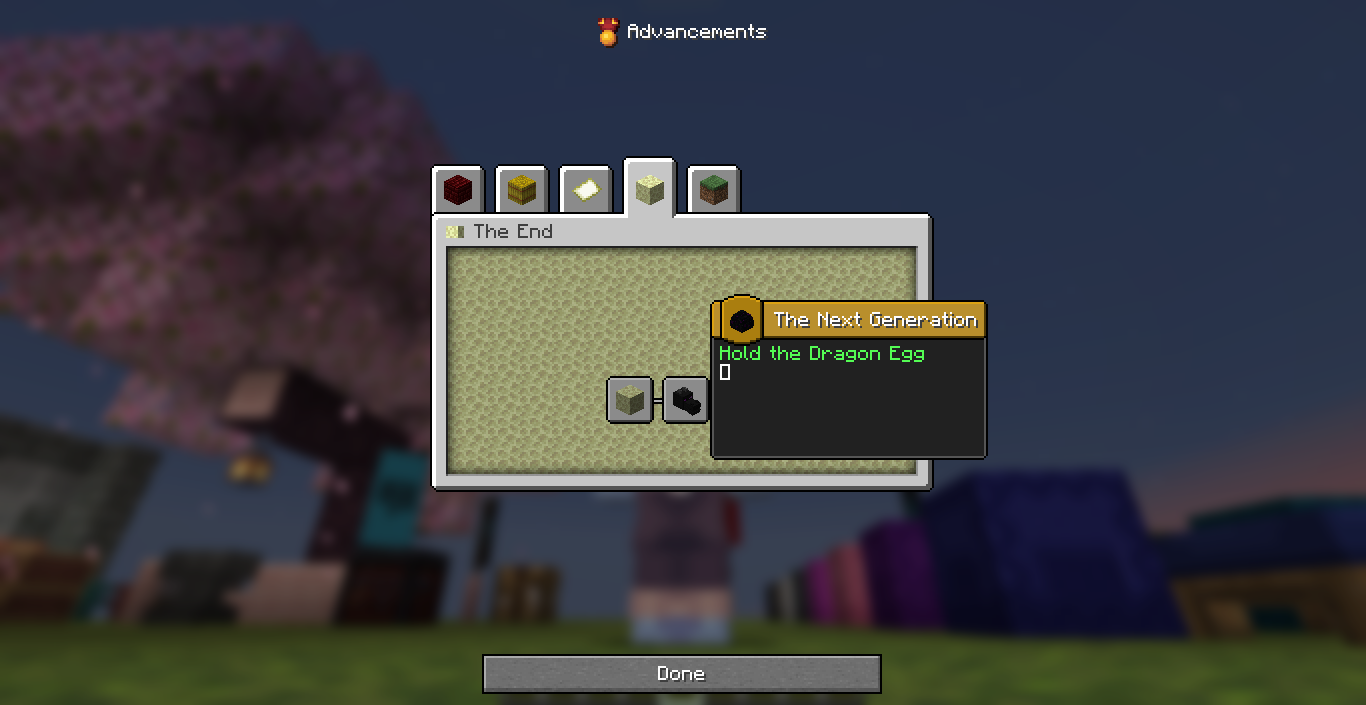 Advancements
The End
The Next Generation
Hold the Dragon Egg
Done